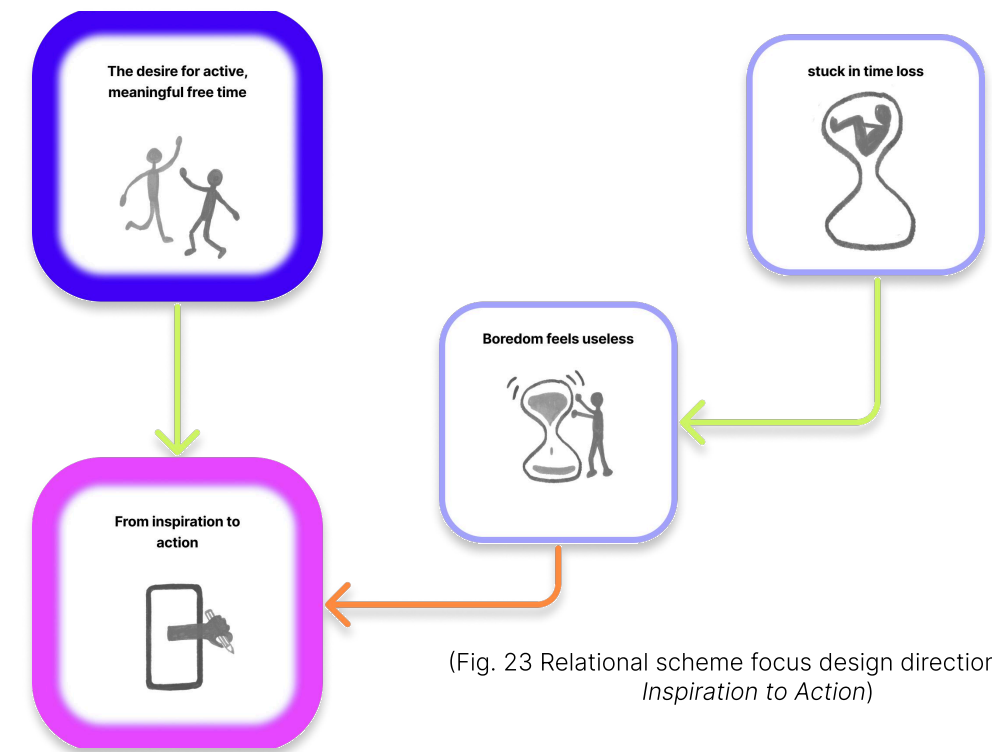 The desire for active,
meaningful free time
stuck in time loss
Boredom feels useless
From inspiration to
action
(Fig. 23 Relational scheme focus design direction
Inspiration to Action)